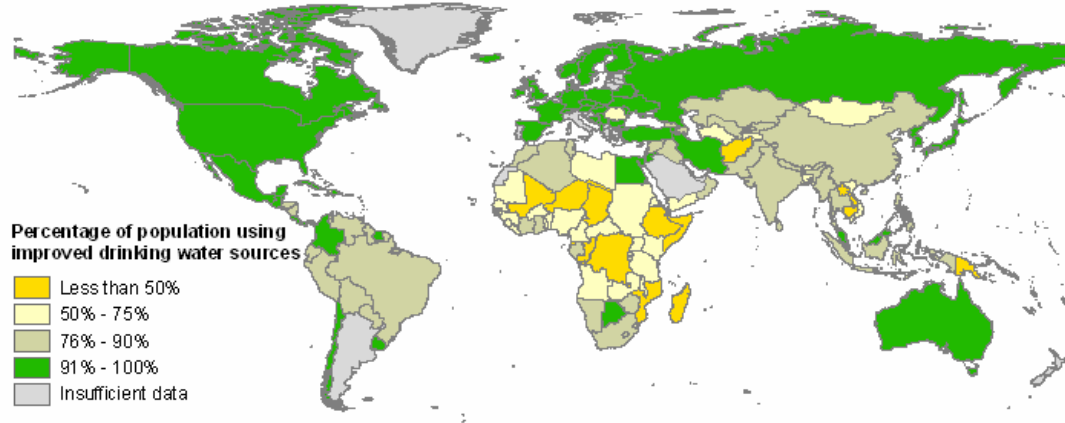 Percentage of population using
improved drinking water sources
Less than 50%
50% - 75%
76% - 90%
91% - 100%
Insufficient data